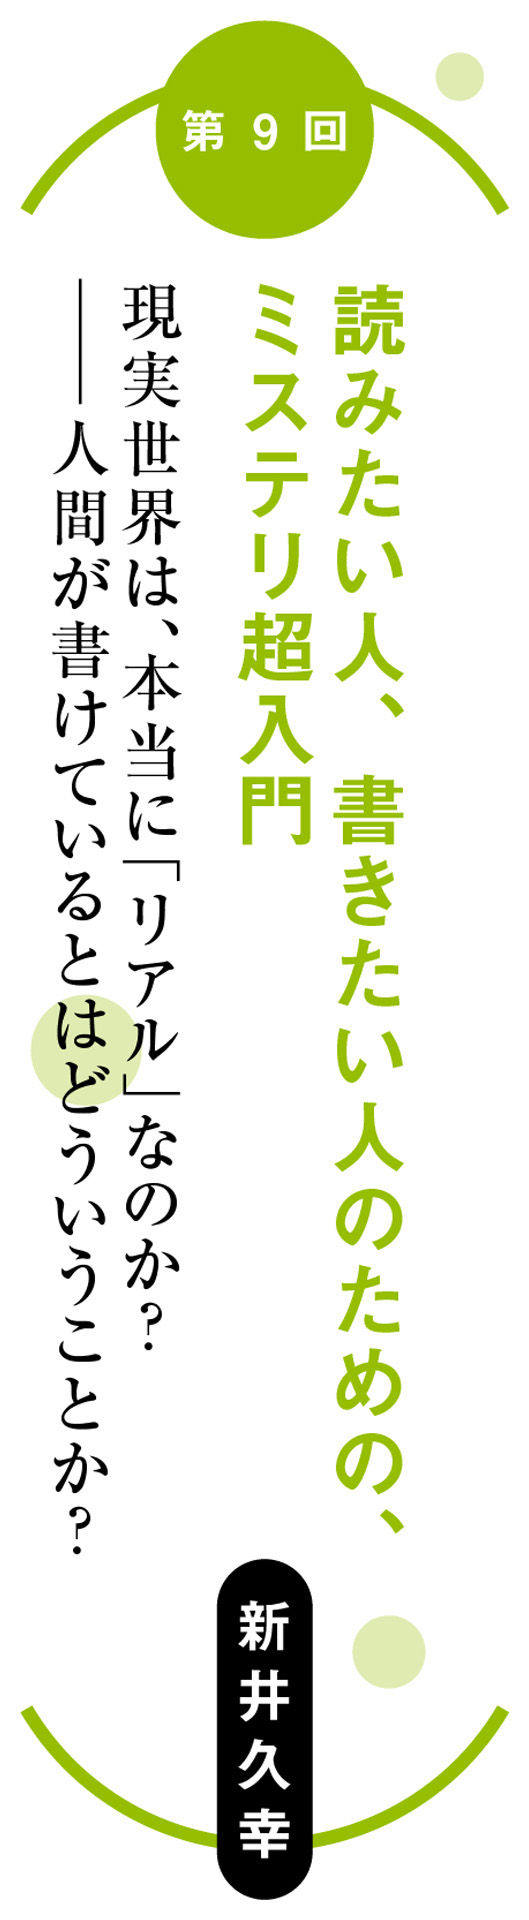 第9回
読みたい人、書きたい人のための、
ミステリ超入門
現実世界は、本当に「リアル」なのか?
――人間が書けているとはどういうことか?
新井久幸